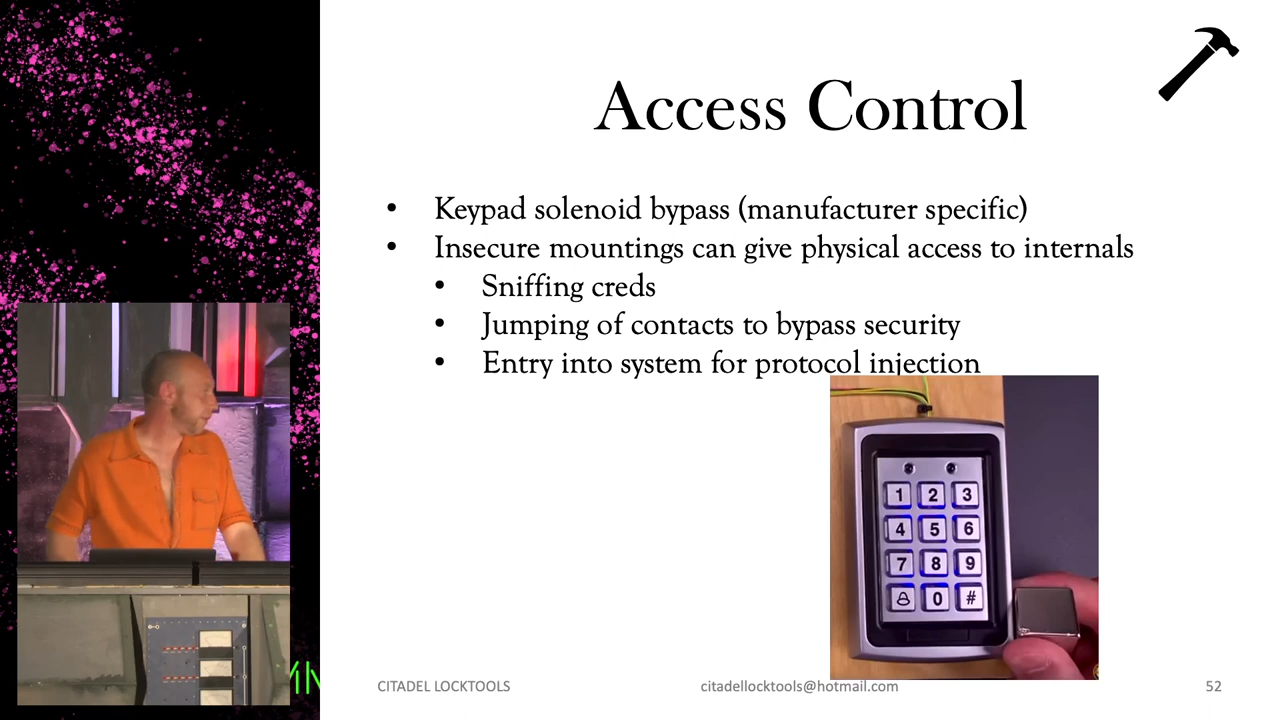 Access Control
• Keypad solenoid bypass (manufacturer specific)
• Insecure mountings can give physical access to internals
• Sniffing creds
• Jumping of contacts to bypass security
• Entry into system for protocol injection
1 2 3
4 5 6
7 8 9
0 #
CITADEL LOCKTOOLS
citadellocktools@hotmail.com
52